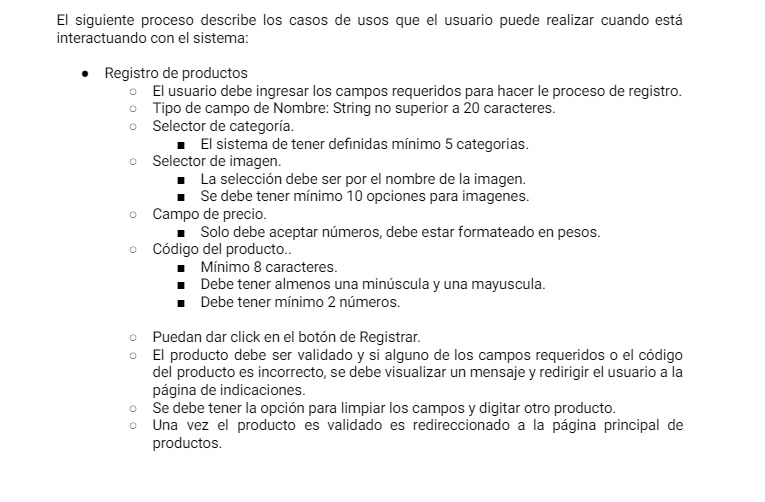 El siguiente proceso describe los casos de usos que el usuario puede realizar cuando está
interactuando con el sistema:
● Registro de productos
○ El usuario debe ingresar los campos requeridos para hacer le proceso de registro.
○ Tipo de campo de Nombre: String no superior a 20 caracteres.
○ Selector de categoría.
■ El sistema de tener definidas mínimo 5 categorias.
○ Selector de imagen.
■ La selección debe ser por el nombre de la imagen.
■ Se debe tener mínimo 10 opciones para imagenes.
○ Campo de precio.
■ Solo debe aceptar números, debe estar formateado en pesos.
○ Código del producto..
■ Mínimo 8 caracteres.
■ Debe tener almenos una minúscula y una mayuscula.
■ Debe tener mínimo 2 números.
○ Puedan dar click en el botón de Registrar.
○ El producto debe ser validado y si alguno de los campos requeridos o el código
del producto es incorrecto, se debe visualizar un mensaje y redirigir el usuario a la
página de indicaciones.
○ Se debe tener la opción para limpiar los campos y digitar otro producto.
○ Una vez el producto es validado es redireccionado a la página principal de
productos.